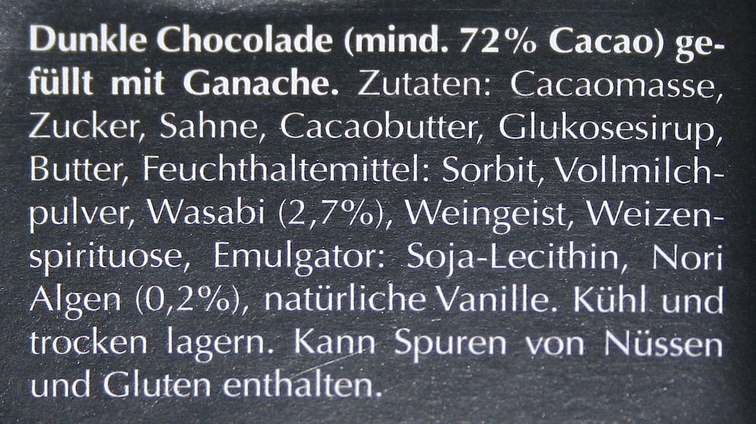 Dunkle Chocolade (mind. 72% Cacao) ge-
füllt mit Ganache. Zutaten: Cacaomasse,
Zucker, Sahne, Cacaobutter, Glukosesirup,
Butter, Feuchthaltemittel: Sorbit, Vollmilch-
pulver, Wasabi (2,7%), Weingeist, Weizen-
spirituose, Emulgator: Soja-Lecithin, Nori
Algen (0,2%), natürliche Vanille. Kühl und
trocken lagern. Kann Spuren von Nüssen
und Gluten enthalten.